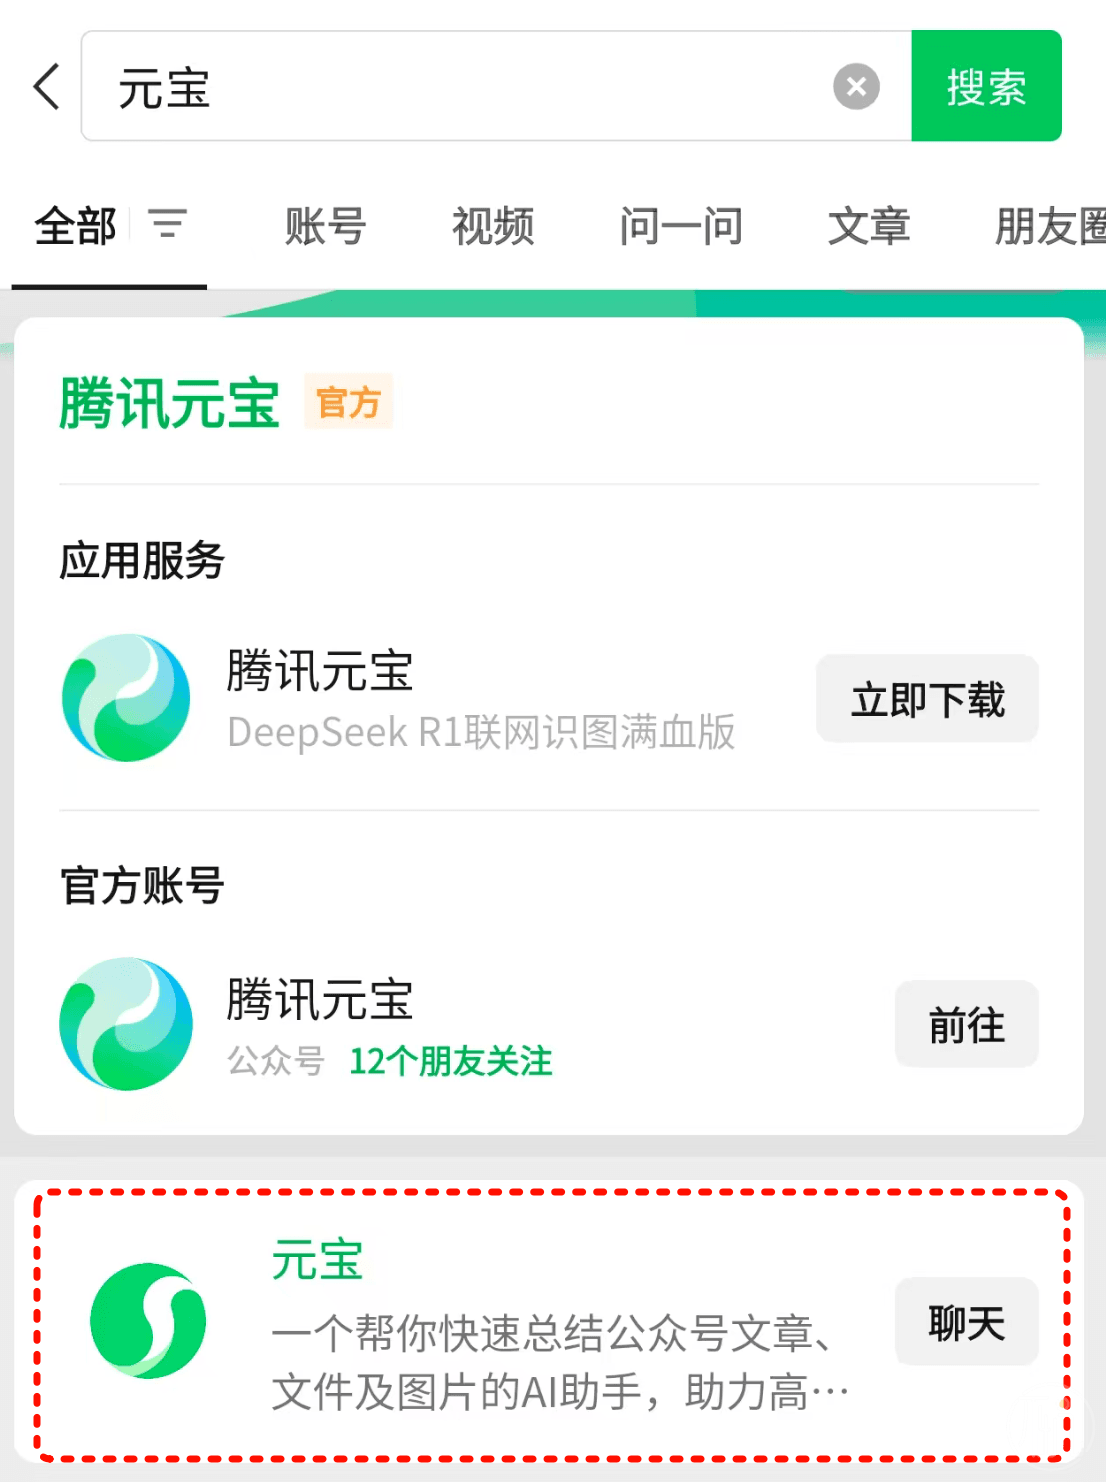 元宝
搜索
全部
账号
视频
问一问
文章
朋友圈
腾讯元宝
官方
应用服务
腾讯元宝
DeepSeek R1联网识图满血版
立即下载
官方账号
腾讯元宝
公众号 12个朋友关注
前往
元宝
一个帮你快速总结公众号文章、
文件及图片的AI助手，助力高…
聊天